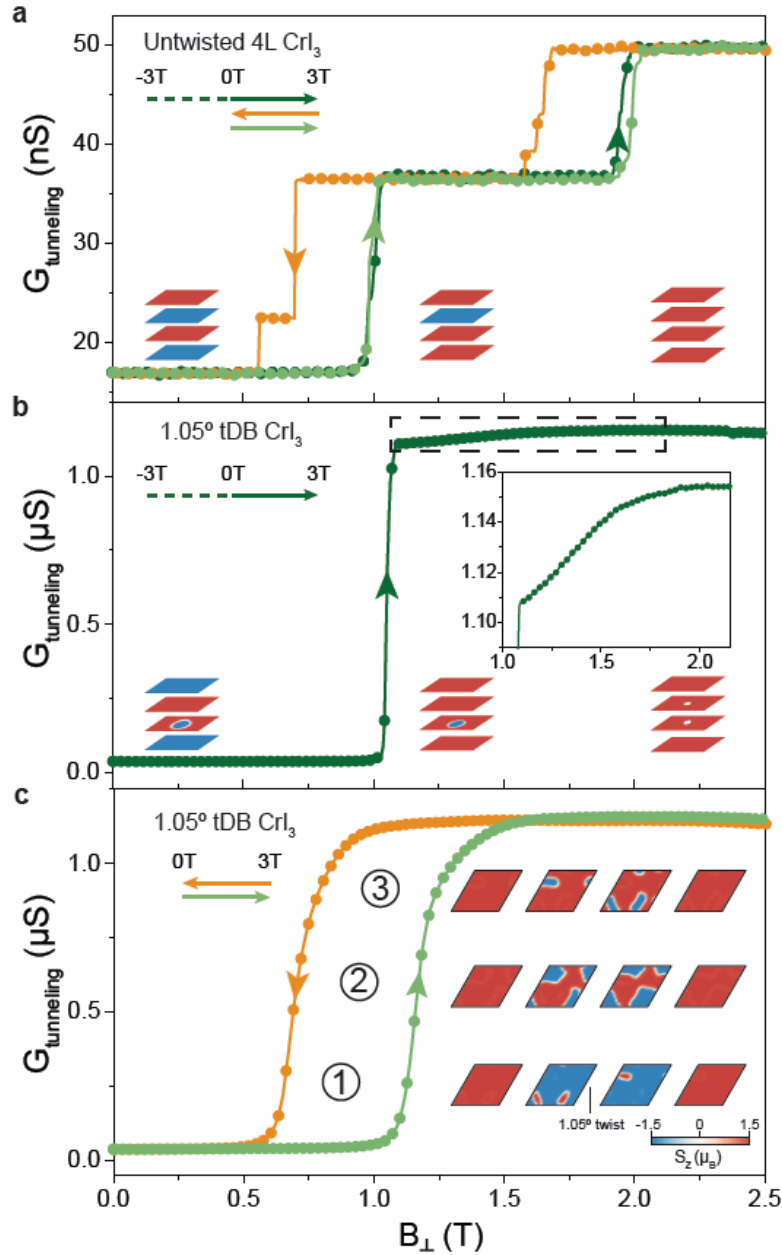 a
Untwisted 4L CrI3
-3T 0T 3T
50
40
30
20
Gtunneling (nS)
b
1.05º tDB CrI3
-3T 0T 3T
1.0
0.5
0.0
Gtunneling (µS)
1.16
1.14
1.12
1.10
1.0 1.5 2.0
c
1.05º tDB CrI3
0T 3T
1.0
0.5
0.0
Gtunneling (µS)
③
②
①
1.05º twist
-1.5 0 1.5
Sz (µB)
0.0 0.5 1.0 1.5 2.0 2.5
B⊥ (T)